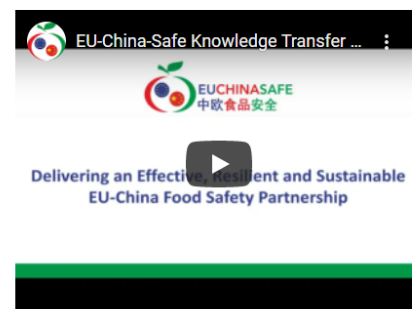 EU-China-Safe Knowledge Transfer ...
EUCHINASAFE
中欧食品安全
Delivering an Effective, Resilient and Sustainable
EU-China Food Safety Partnership